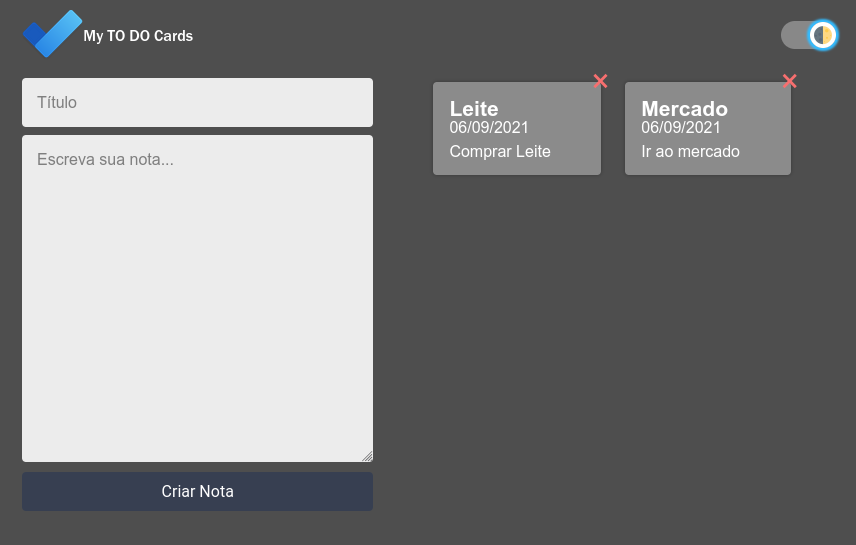 My TO DO Cards
Título
Escreva sua nota...
Criar Nota
Leite
06/09/2021
Comprar Leite
Mercado
06/09/2021
Ir ao mercado